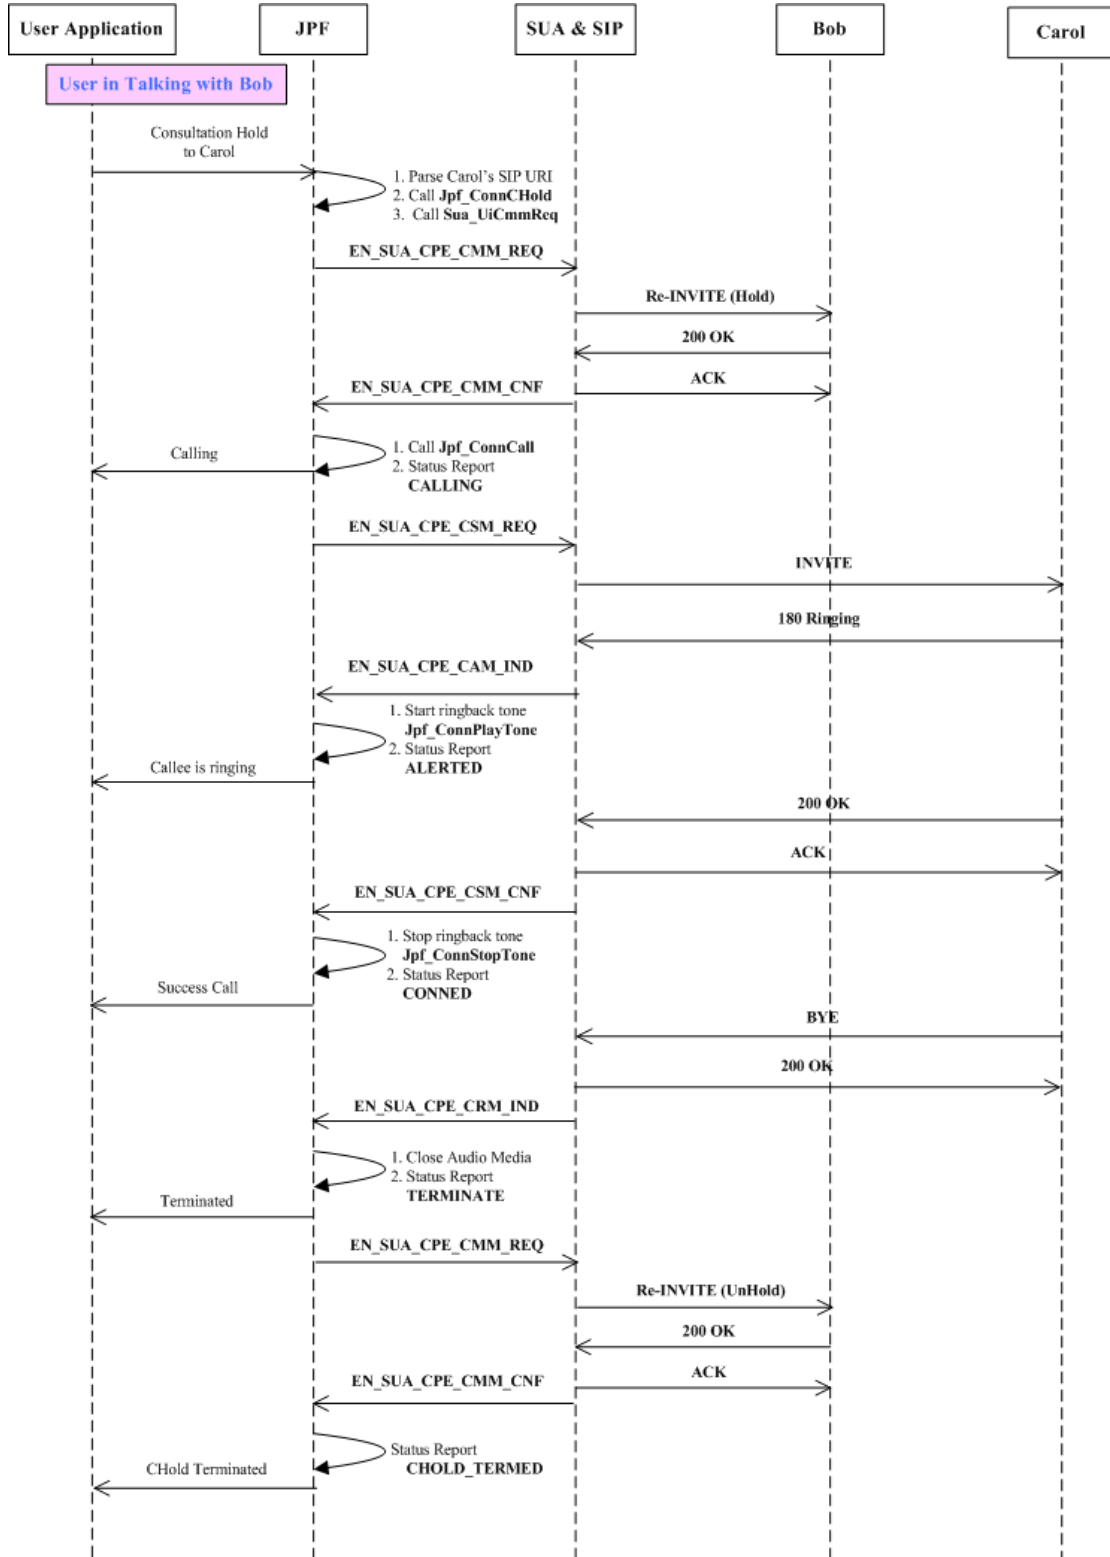 User Application
JPF
SUA & SIP
Bob
Carol
User in Talking with Bob
Consultation Hold
to Carol
1. Parse Carol's SIP URI
2. Call Jpf_ConnCHold
3. Call Sua_UiCmmReq
EN_SUA_CPE_CMM_REQ
Re-INVITE (Hold)
200 OK
ACK
EN_SUA_CPE_CMM_CNF
1. Call Jpf_ConnCall
2. Status Report
CALLING
Calling
EN_SUA_CPE_CSM_REQ
INVITE
180 Ringing
EN_SUA_CPE_CAM_IND
1. Start ringback tone
Jpf_ConnPlayTone
2. Status Report
ALERTED
Callee is ringing
200 OK
ACK
EN_SUA_CPE_CSM_CNF
1. Stop ringback tone
Jpf_ConnStopTone
2. Status Report
CONNED
Success Call
BYE
200 OK
EN_SUA_CPE_CRM_IND
1. Close Audio Media
2. Status Report
TERMINATE
Terminated
EN_SUA_CPE_CMM_REQ
Re-INVITE (UnHold)
200 OK
ACK
EN_SUA_CPE_CMM_CNF
Status Report
CHOLD_TERMED
CHold Terminated